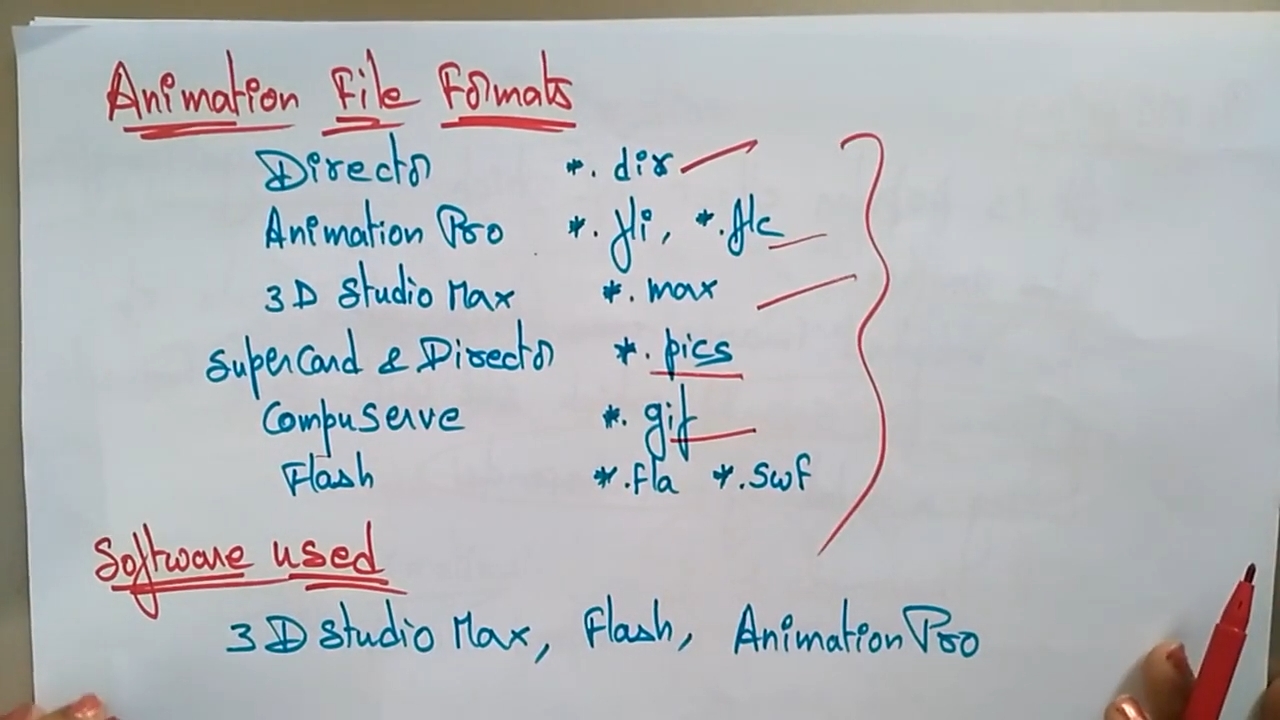 Animation File Formats
Director *. dir
Animation Pro *. fli, *. flc
3D Studio Max *. max
SuperCard & Director *. pics
CompuServe *. gif
Flash *.fla *.swf
Software used
3D Studio Max, Flash, Animation Pro